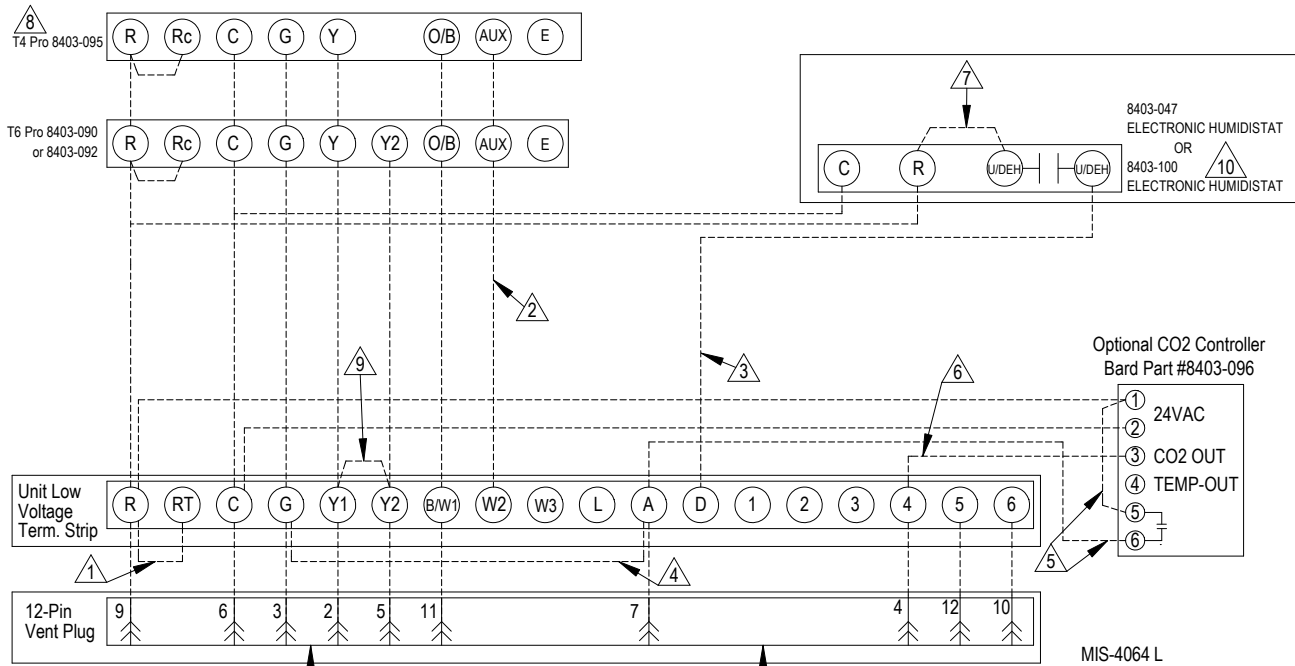 8
T4 Pro 8403-095
R Rc C G Y O/B AUX E
T6 Pro 8403-090
or 8403-092
R Rc C G Y Y2 O/B AUX E
7
8403-047
ELECTRONIC HUMIDISTAT
OR
8403-100
ELECTRONIC HUMIDISTAT
10
C R U/DEH U/DEH
2
9
3
6
Optional CO2 Controller
Bard Part #8403-096
1
24VAC
2
3 CO2 OUT
4 TEMP-OUT
5
6
5
Unit Low
Voltage
Term. Strip
R RT C G Y1 Y2 B/W1 W2 W3 L A D 1 2 3 4 5 6
1
4
12-Pin
Vent Plug
9 6 3 2 5 11 7 4 12 10
MIS-4064 L